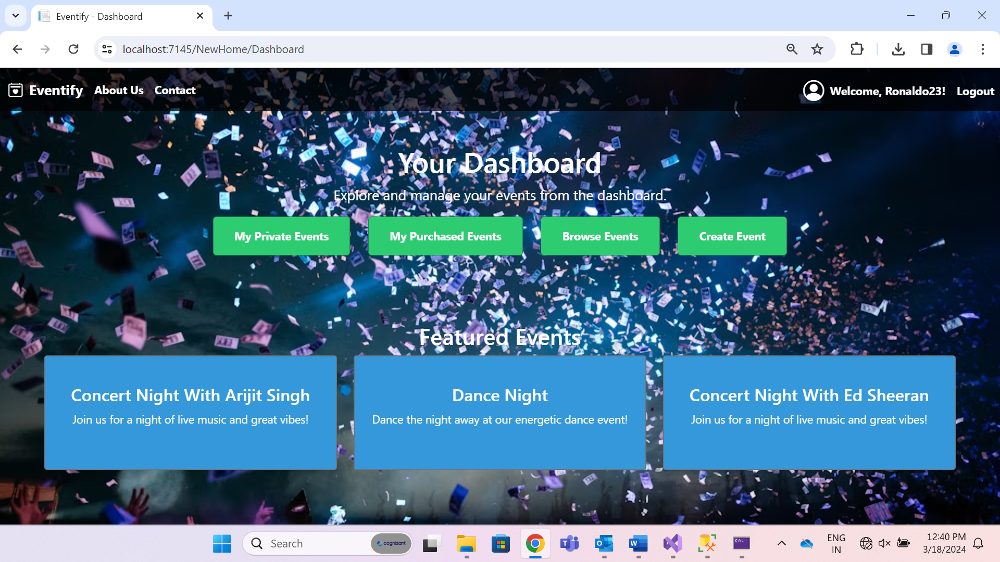 Eventify - Dashboard
localhost:7145/NewHome/Dashboard
Eventify About Us Contact Welcome, Ronaldo23! Logout
Your Dashboard
Explore and manage your events from the dashboard.
My Private Events My Purchased Events Browse Events Create Event
Featured Events
Concert Night With Arijit Singh
Join us for a night of live music and great vibes!
Dance Night
Dance the night away at our energetic dance event!
Concert Night With Ed Sheeran
Join us for a night of live music and great vibes!
Search cognizant
ENG
IN
12:40 PM
3/18/2024